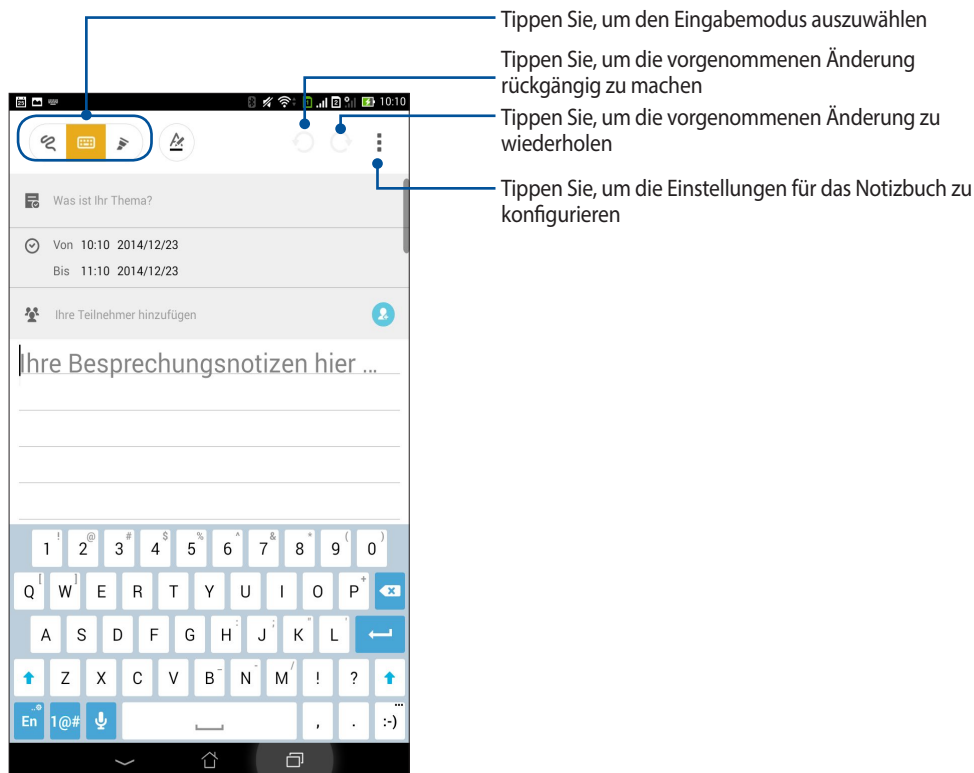 Tippen Sie, um den Eingabemodus auszuwählen
Tippen Sie, um die vorgenommenen Änderung
rückgängig zu machen
Tippen Sie, um die vorgenommenen Änderung zu
wiederholen
Tippen Sie, um die Einstellungen für das Notizbuch zu
konfigurieren
10:10
Was ist Ihr Thema?
Von 10:10 2014/12/23
Bis 11:10 2014/12/23
Ihre Teilnehmer hinzufügen
Ihre Besprechungsnotizen hier ...
1! 2@ 3# 4$ 5% 6^ 7& 8* 9( 0)
Q[ W] E R T Y U I O P+
A S D F G H: J; K" L'
Z X C V B_ N- M/ ! ?
En 1@# , . :-)